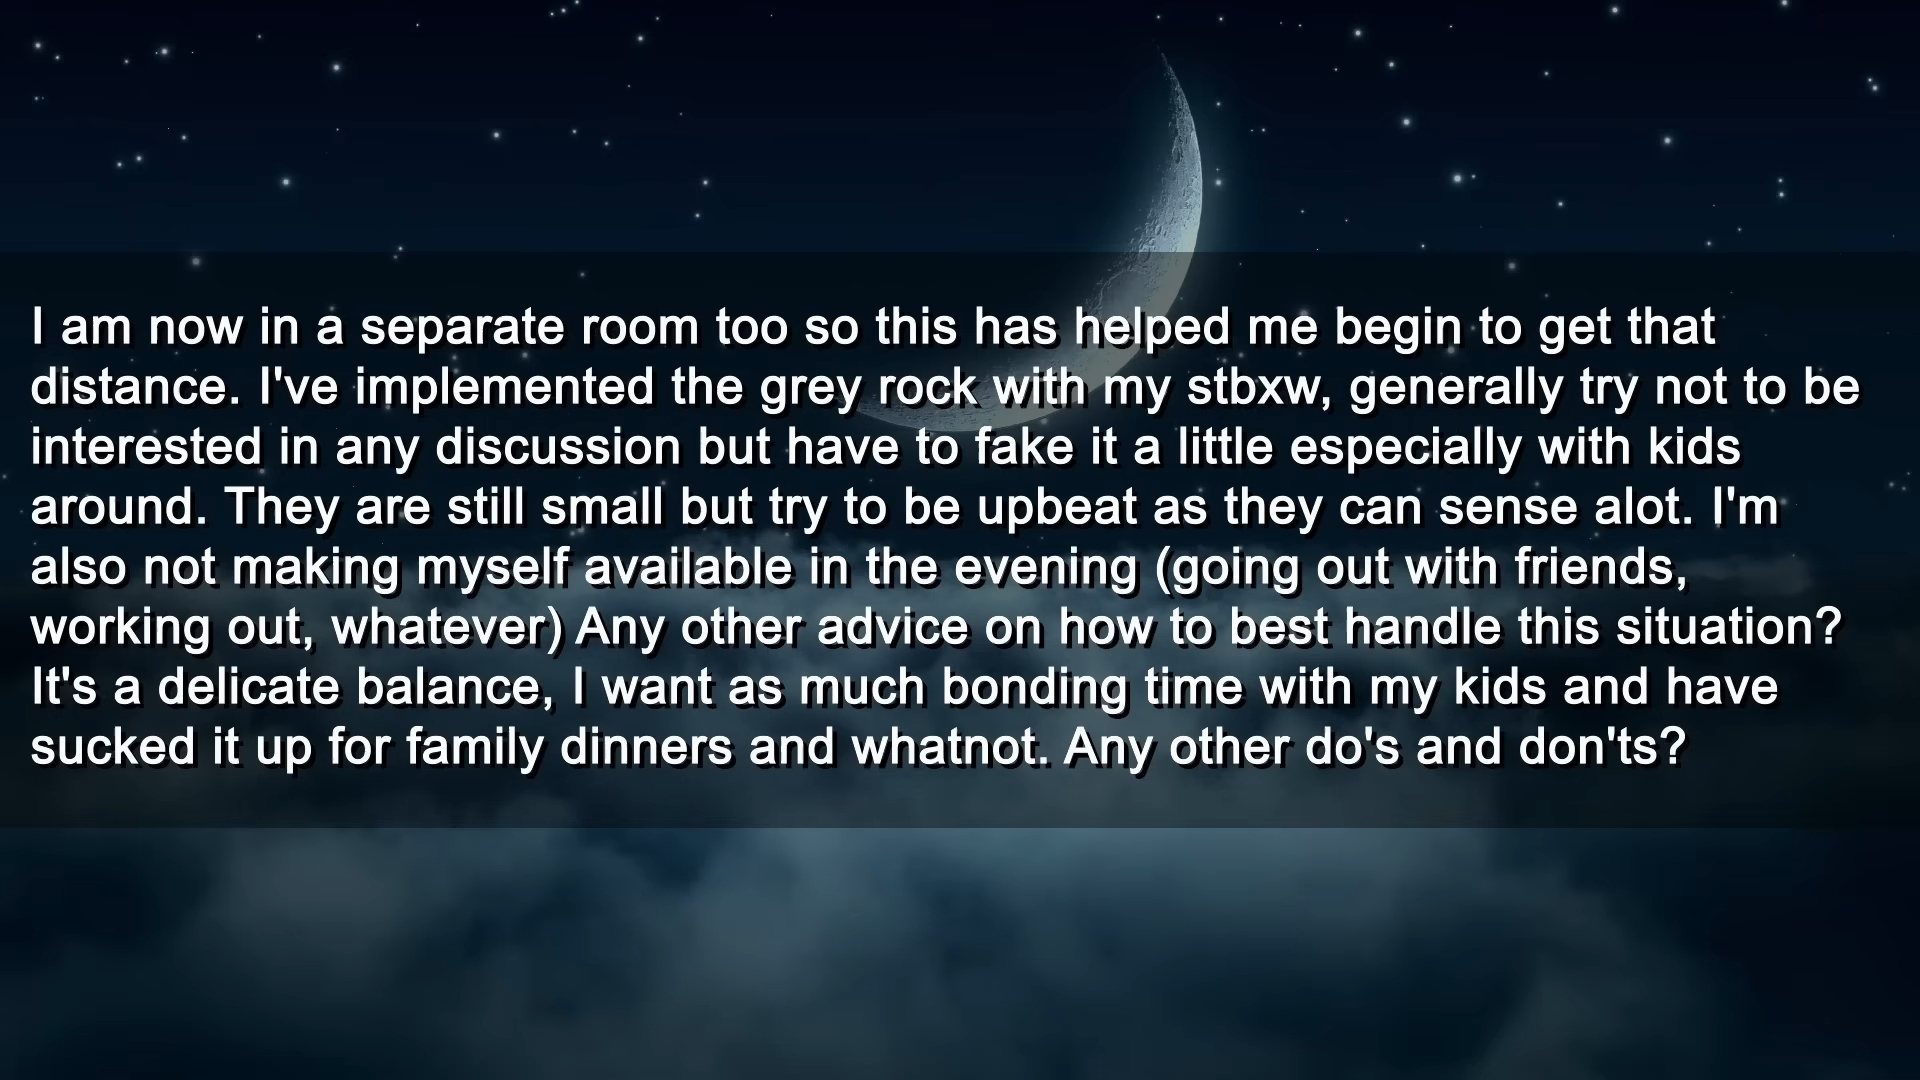 I am now in a separate room too so this has helped me begin to get that
distance. I've implemented the grey rock with my stbxw, generally try not to be
interested in any discussion but have to fake it a little especially with kids
around. They are still small but try to be upbeat as they can sense alot. I'm
also not making myself available in the evening (going out with friends,
working out, whatever) Any other advice on how to best handle this situation?
It's a delicate balance, I want as much bonding time with my kids and have
sucked it up for family dinners and whatnot. Any other do's and don'ts?